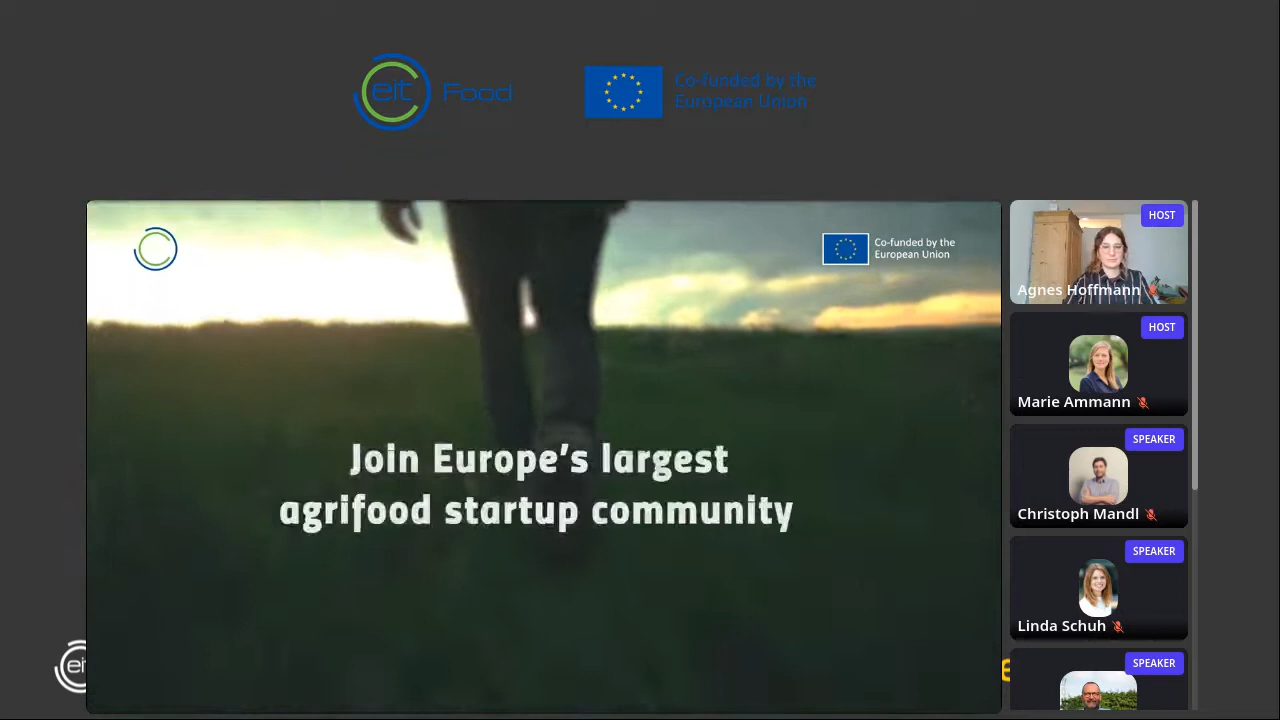 eit Food
Co-funded by the
European Union
Co-funded by the
European Union
Join Europe's largest
agrifood startup community
HOST
Agnes Hoffmann
HOST
Marie Ammann
SPEAKER
Christoph Mandl
SPEAKER
Linda Schuh
SPEAKER